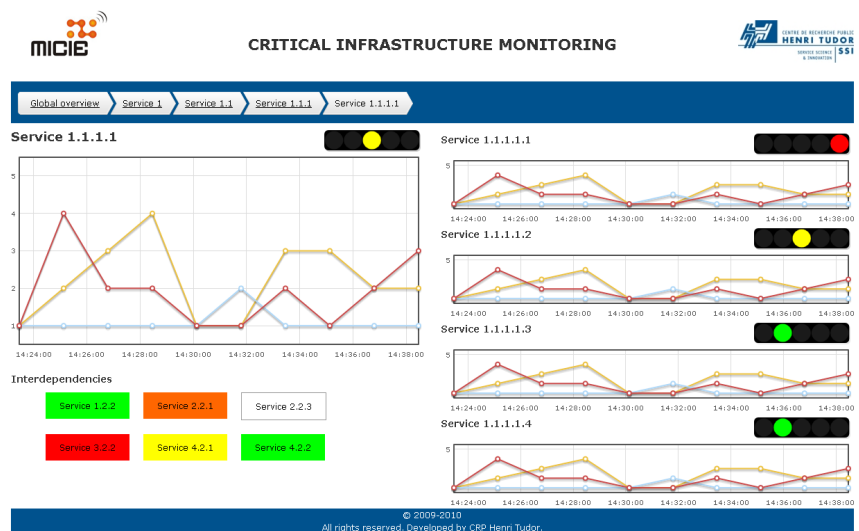 MICIE
CRITICAL INFRASTRUCTURE MONITORING
CENTRE DE RECHERCHE PUBLIC
HENRI TUDOR
SERVICE SCIENCE
& INNOVATION
SSI
Global overview Service 1 Service 1.1 Service 1.1.1 Service 1.1.1.1
Service 1.1.1.1
5
4
3
2
1
14:24:00 14:26:00 14:28:00 14:30:00 14:32:00 14:34:00 14:36:00 14:38:00
Interdependencies
Service 1.2.2 Service 2.2.1 Service 2.2.3
Service 3.2.2 Service 4.2.1 Service 4.2.2
Service 1.1.1.1.1
5
14:24:00 14:26:00 14:28:00 14:30:00 14:32:00 14:34:00 14:36:00 14:38:00
Service 1.1.1.1.2
5
14:24:00 14:26:00 14:28:00 14:30:00 14:32:00 14:34:00 14:36:00 14:38:00
Service 1.1.1.1.3
5
14:24:00 14:26:00 14:28:00 14:30:00 14:32:00 14:34:00 14:36:00 14:38:00
Service 1.1.1.1.4
5
14:24:00 14:26:00 14:28:00 14:30:00 14:32:00 14:34:00 14:36:00 14:38:00
© 2009-2010
All rights reserved. Developed by CRP Henri Tudor.